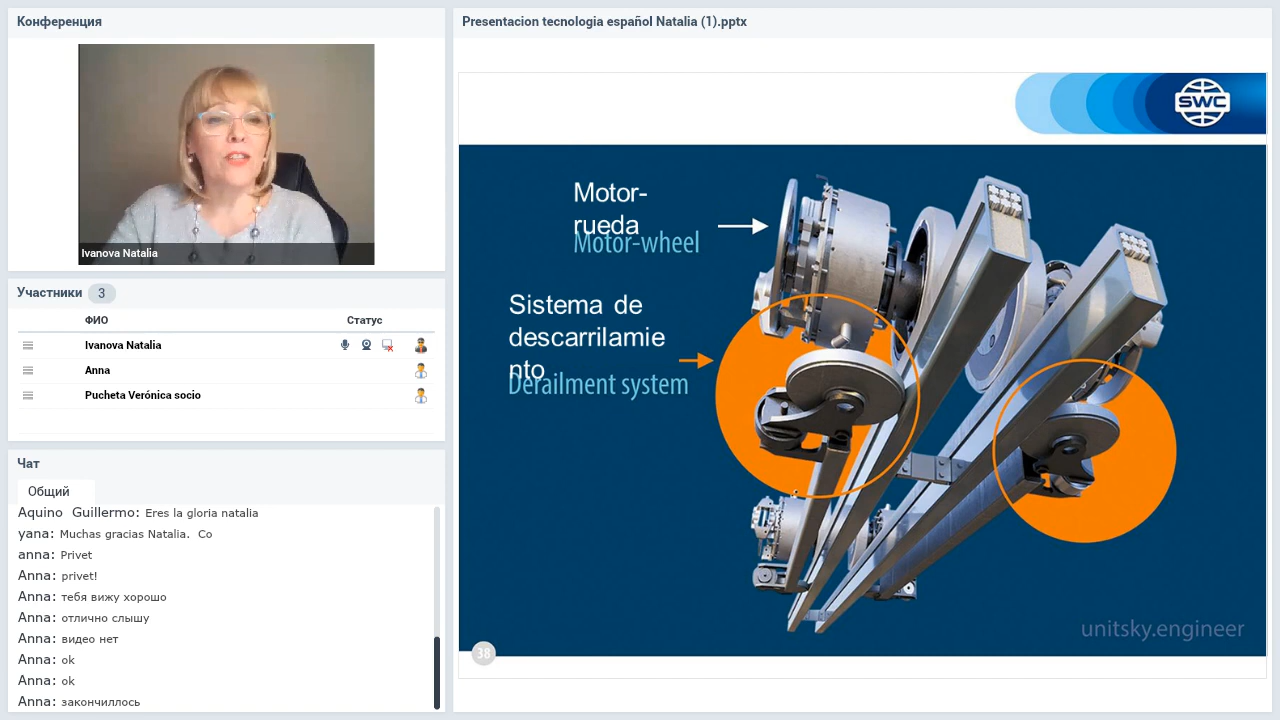 Конференция
Ivanova Natalia
Участники 3
ФИО Статус
Ivanova Natalia
Anna
Pucheta Verónica socio
Чат
Общий
Aquino Guillermo: Eres la gloria natalia
yana: Muchas gracias Natalia. Co
anna: Privet
Anna: privet!
Anna: тебя вижу хорошо
Anna: отлично слышу
Anna: видео нет
Anna: ok
Anna: ok
Anna: закончиллось
Presentacion tecnologia español Natalia (1).pptx
SWC
Motor-
rueda
Motor-wheel
Sistema de
descarrilamie
nto
Derailment system
unitsky.engineer
38